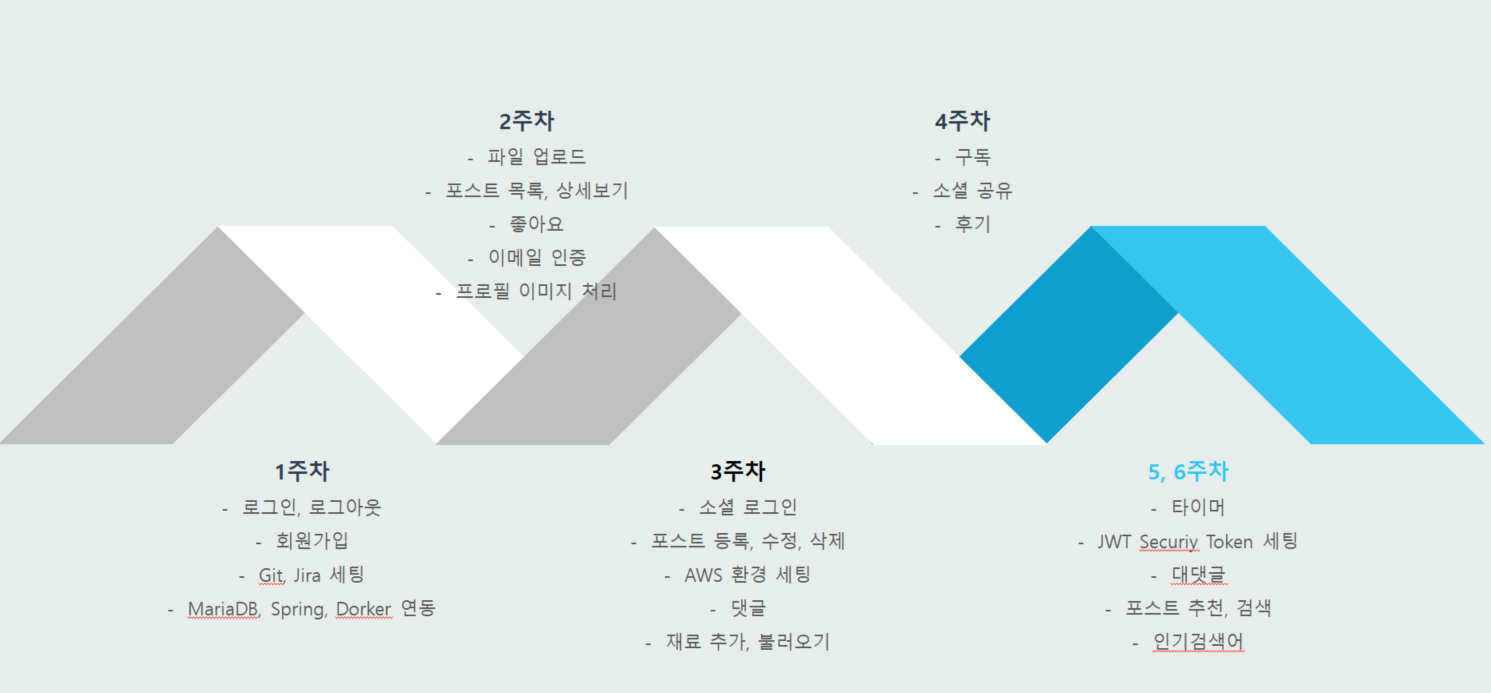 1주차
- 로그인, 로그아웃
- 회원가입
- Git, Jira 세팅
- MariaDB, Spring, Dorker 연동
2주차
- 파일 업로드
- 포스트 목록, 상세보기
- 좋아요
- 이메일 인증
- 프로필 이미지 처리
3주차
- 소셜 로그인
- 포스트 등록, 수정, 삭제
- AWS 환경 세팅
- 댓글
- 재료 추가, 불러오기
4주차
- 구독
- 소셜 공유
- 후기
5, 6주차
- 타이머
- JWT Securiy Token 세팅
- 대댓글
- 포스트 추천, 검색
- 인기검색어